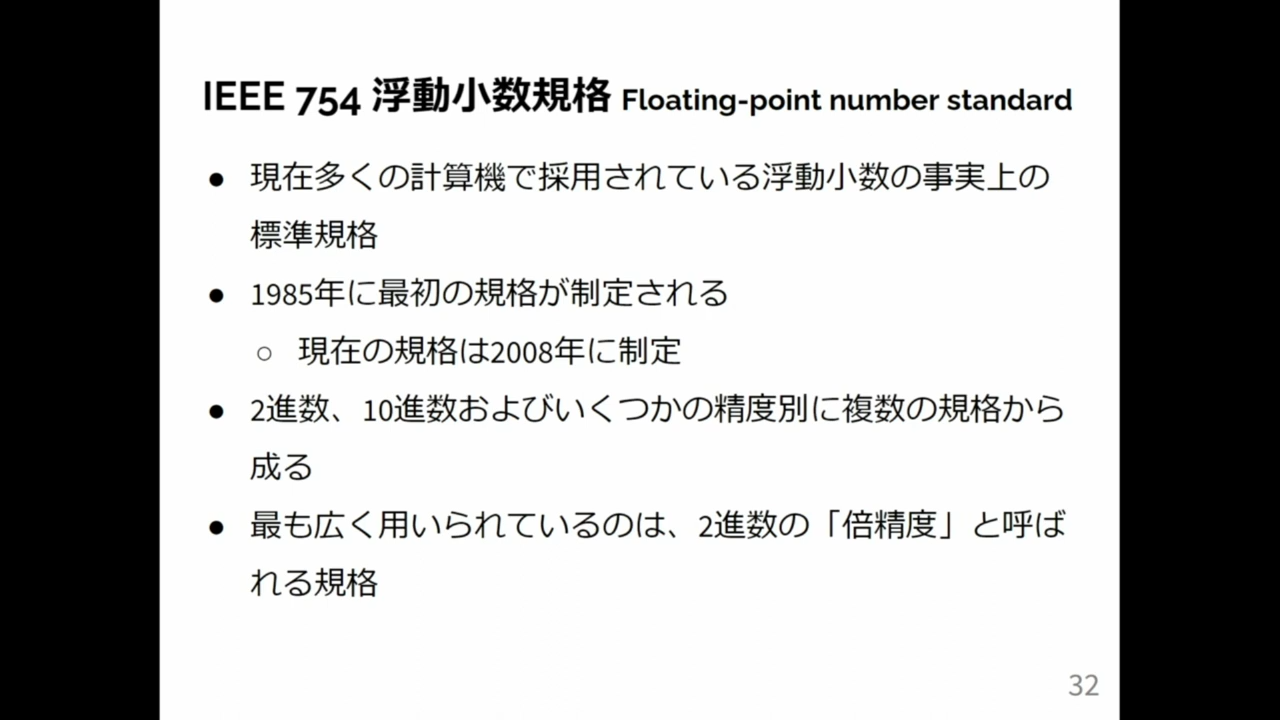 IEEE 754 浮動小数規格 Floating-point number standard
● 現在多くの計算機で採用されている浮動小数の事実上の
標準規格
● 1985年に最初の規格が制定される
○ 現在の規格は2008年に制定
● 2進数、10進数およびいくつかの精度別に複数の規格から
成る
● 最も広く用いられているのは、2進数の「倍精度」と呼ば
れる規格
32